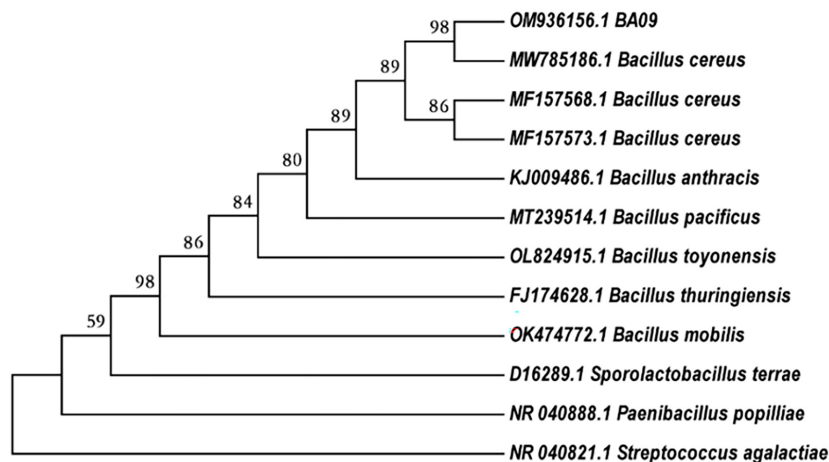 98
OM936156.1 BA09
MW785186.1 Bacillus cereus
89
MF157568.1 Bacillus cereus
86
MF157573.1 Bacillus cereus
89
KJ009486.1 Bacillus anthracis
80
MT239514.1 Bacillus pacificus
84
OL824915.1 Bacillus toyonensis
86
FJ174628.1 Bacillus thuringiensis
98
OK474772.1 Bacillus mobilis
59
D16289.1 Sporolactobacillus terrae
NR 040888.1 Paenibacillus popilliae
NR 040821.1 Streptococcus agalactiae